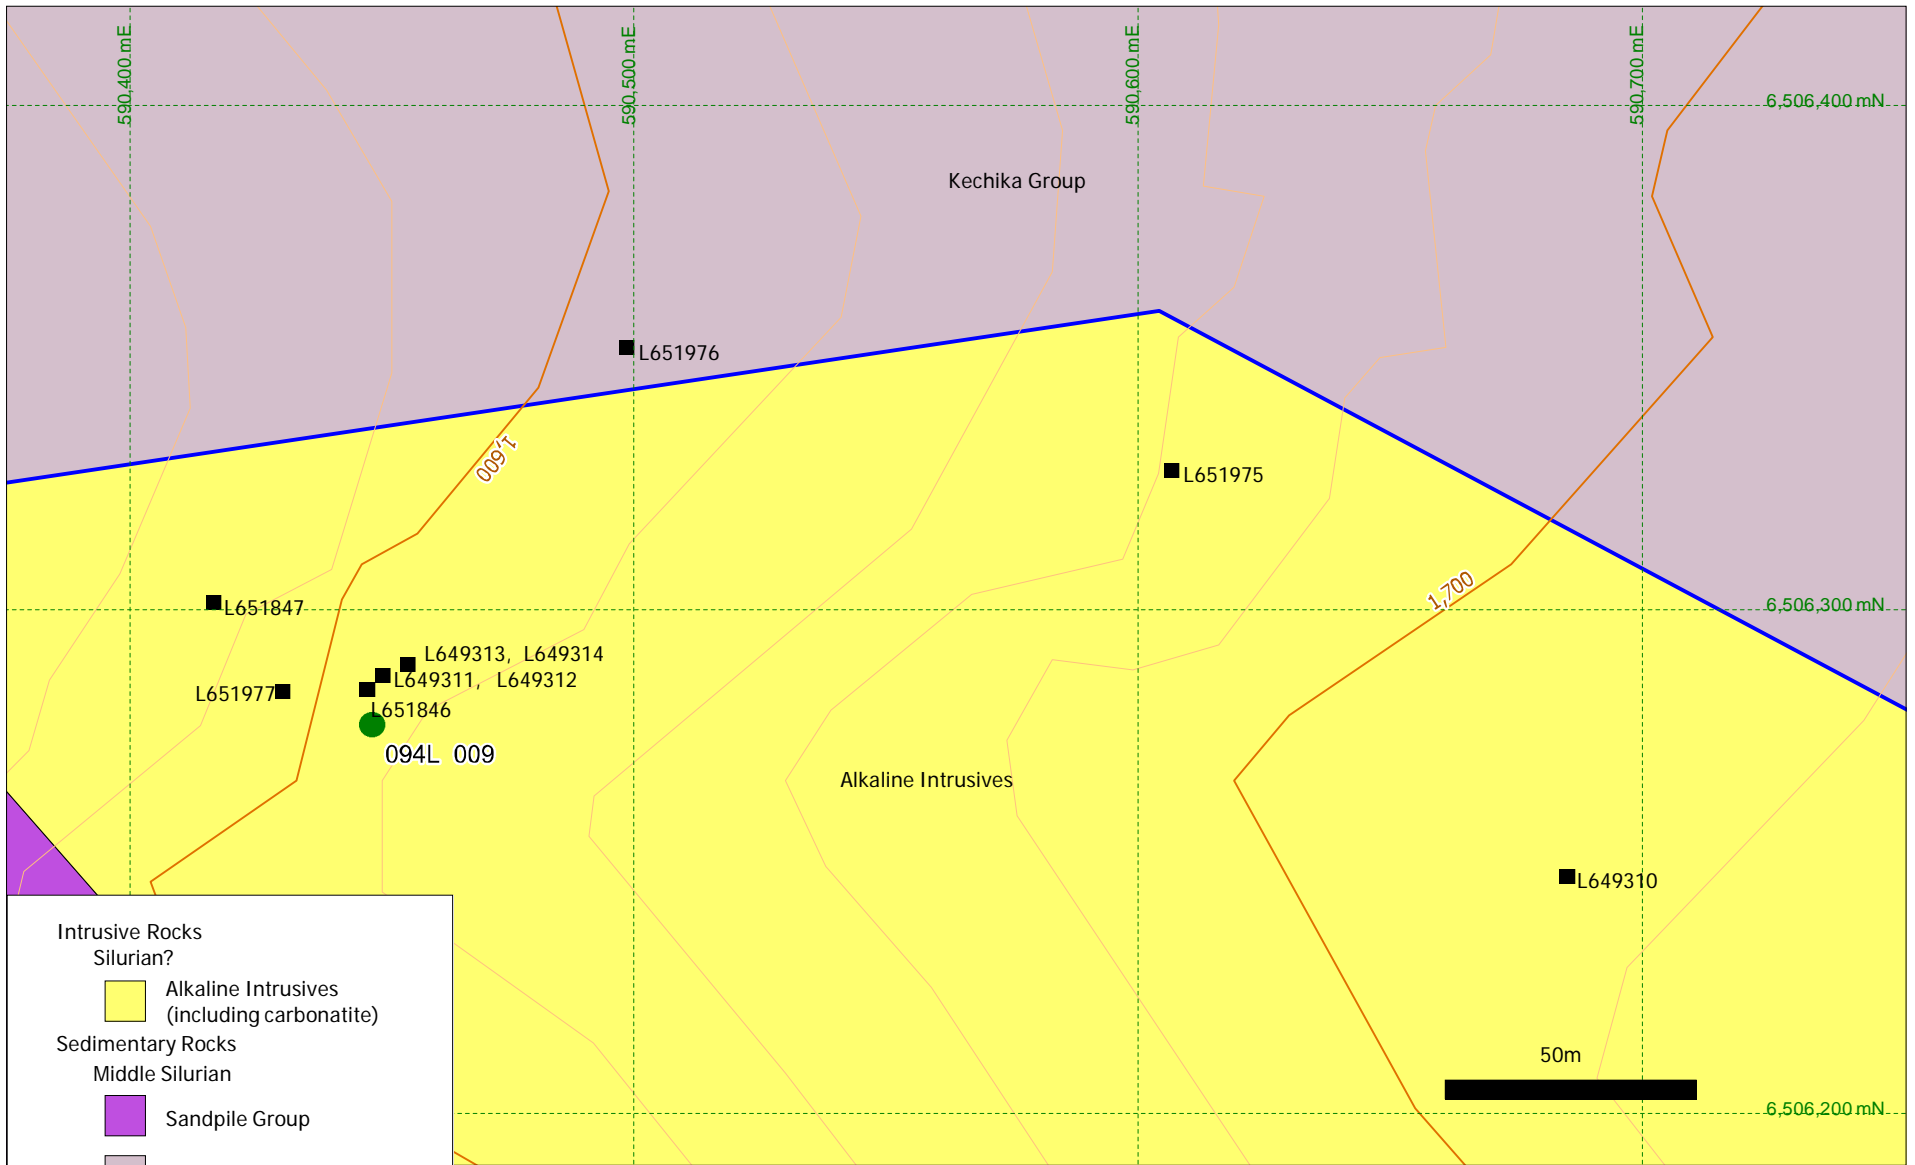 590,400 mE
590,500 mE
590,600 mE
590,700 mE
6,506,400 mN
Kechika Group
L651976
1,600
L651975
1,700
6,506,300 mN
L651847
L649313, L649314
L649311, L649312
L651977
L651846
094L 009
Alkaline Intrusives
L649310
Intrusive Rocks
Silurian?
Alkaline Intrusives
(including carbonatite)
Sedimentary Rocks
Middle Silurian
Sandpile Group
50m
6,506,200 mN